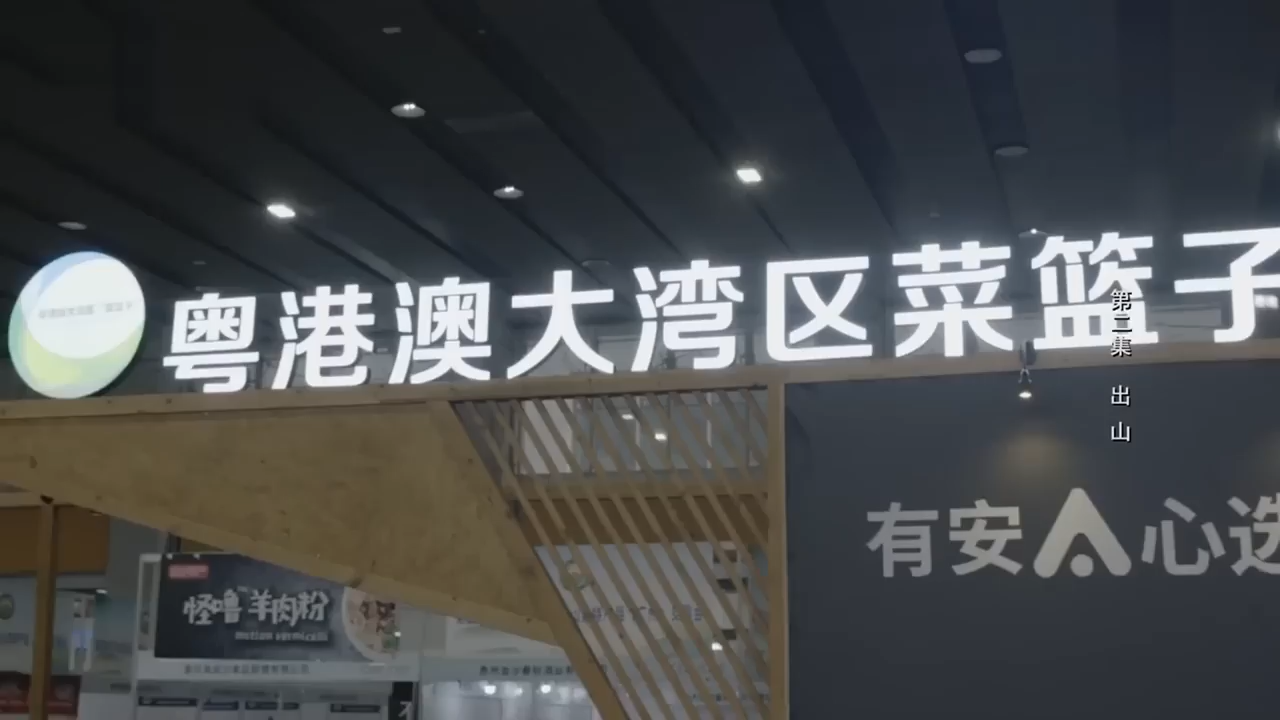 粤港澳大湾区菜篮子
第二集 出山
有安心选
怪噜羊肉粉
mutton vermicelli